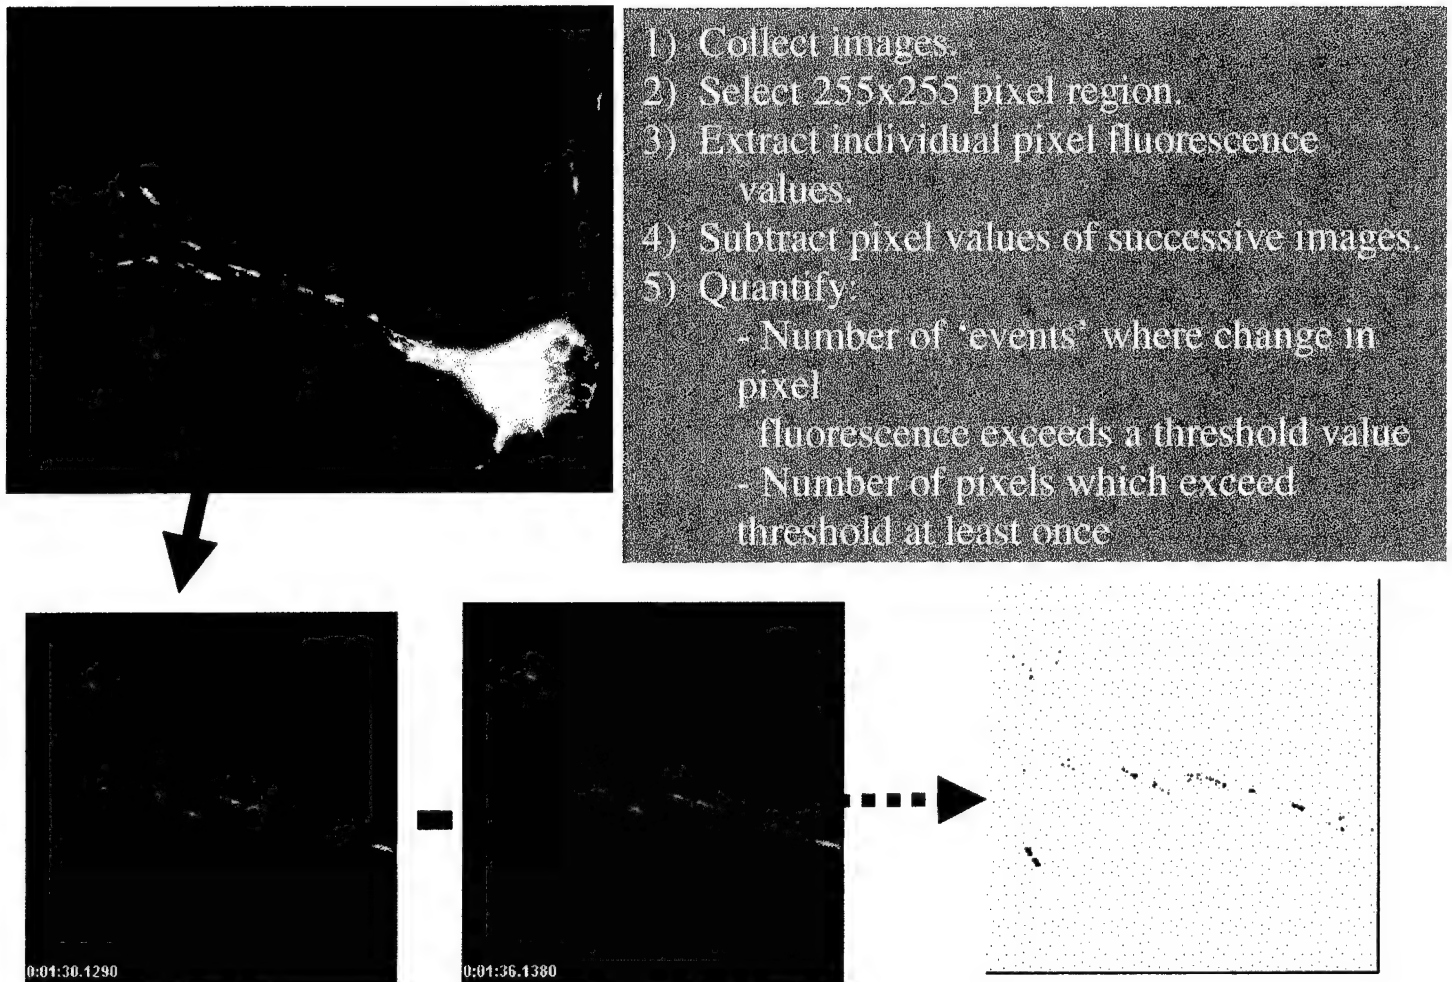 1) Collect images.
2) Select 255x255 pixel region.
3) Extract individual pixel fluorescence
values.
4) Subtract pixel values of successive images.
5) Quantify:
- Number of ‘events’ where change in
pixel
fluorescence exceeds a threshold value
- Number of pixels which exceed
threshold at least once
0:01:30.1290
0:01:36.1380